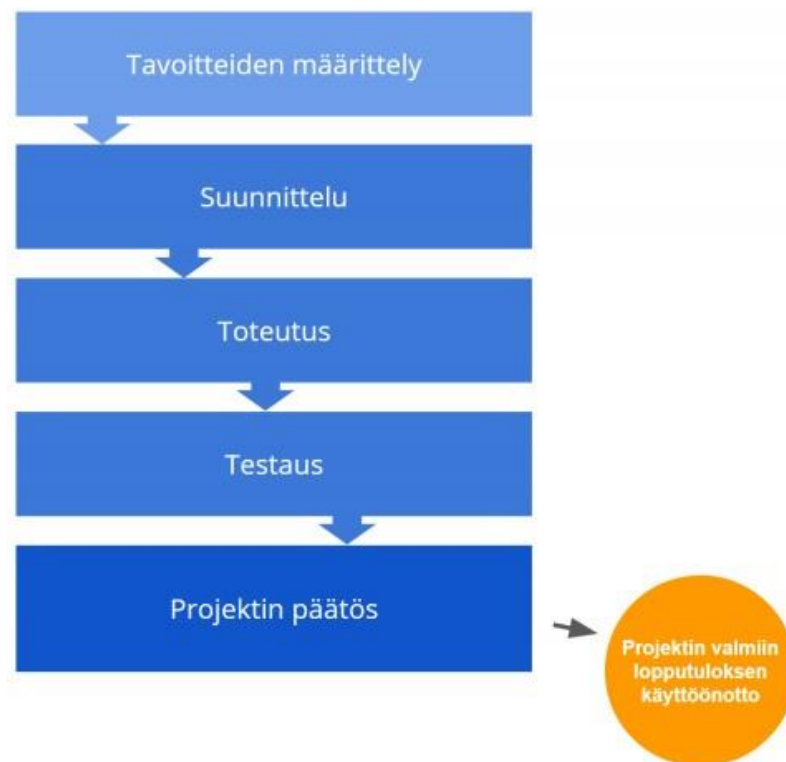 Tavoitteiden määrittely
Suunnittelu
Toteutus
Testaus
Projektin päätös
Projektin valmiin
lopputuloksen
käyttöönotto